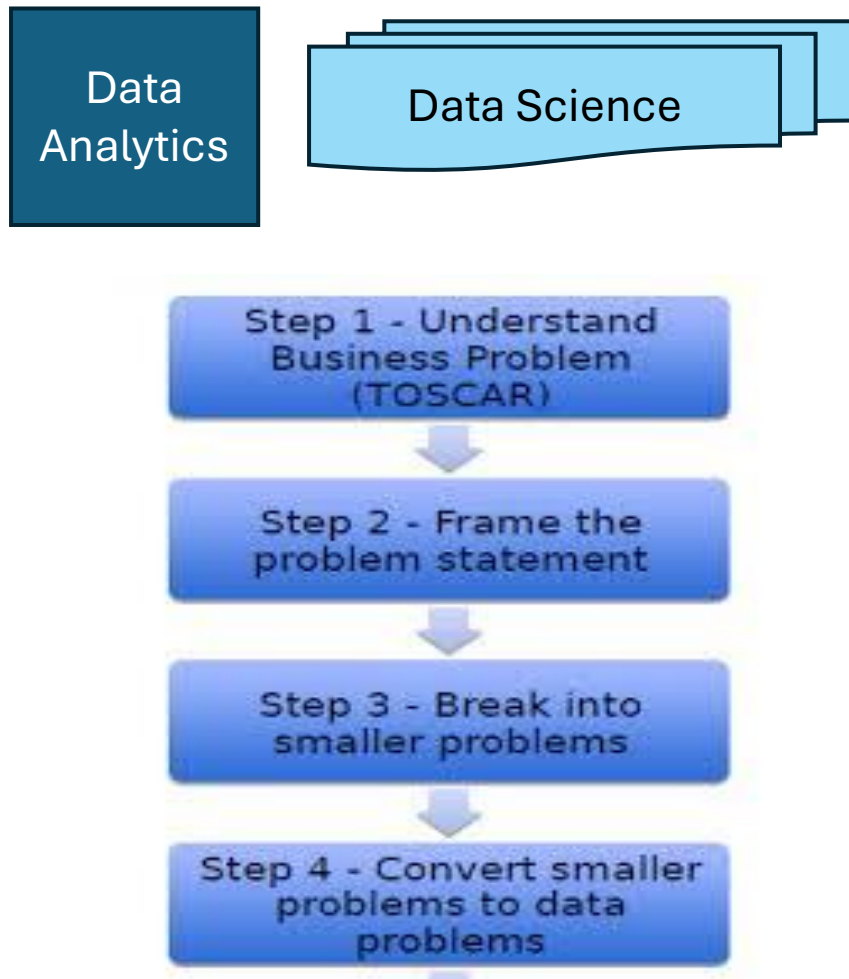 Data
Analytics
Data Science
Step 1 - Understand
Business Problem
(TOSCAR)
Step 2 - Frame the
problem statement
Step 3 - Break into
smaller problems
Step 4 - Convert smaller
problems to data
problems